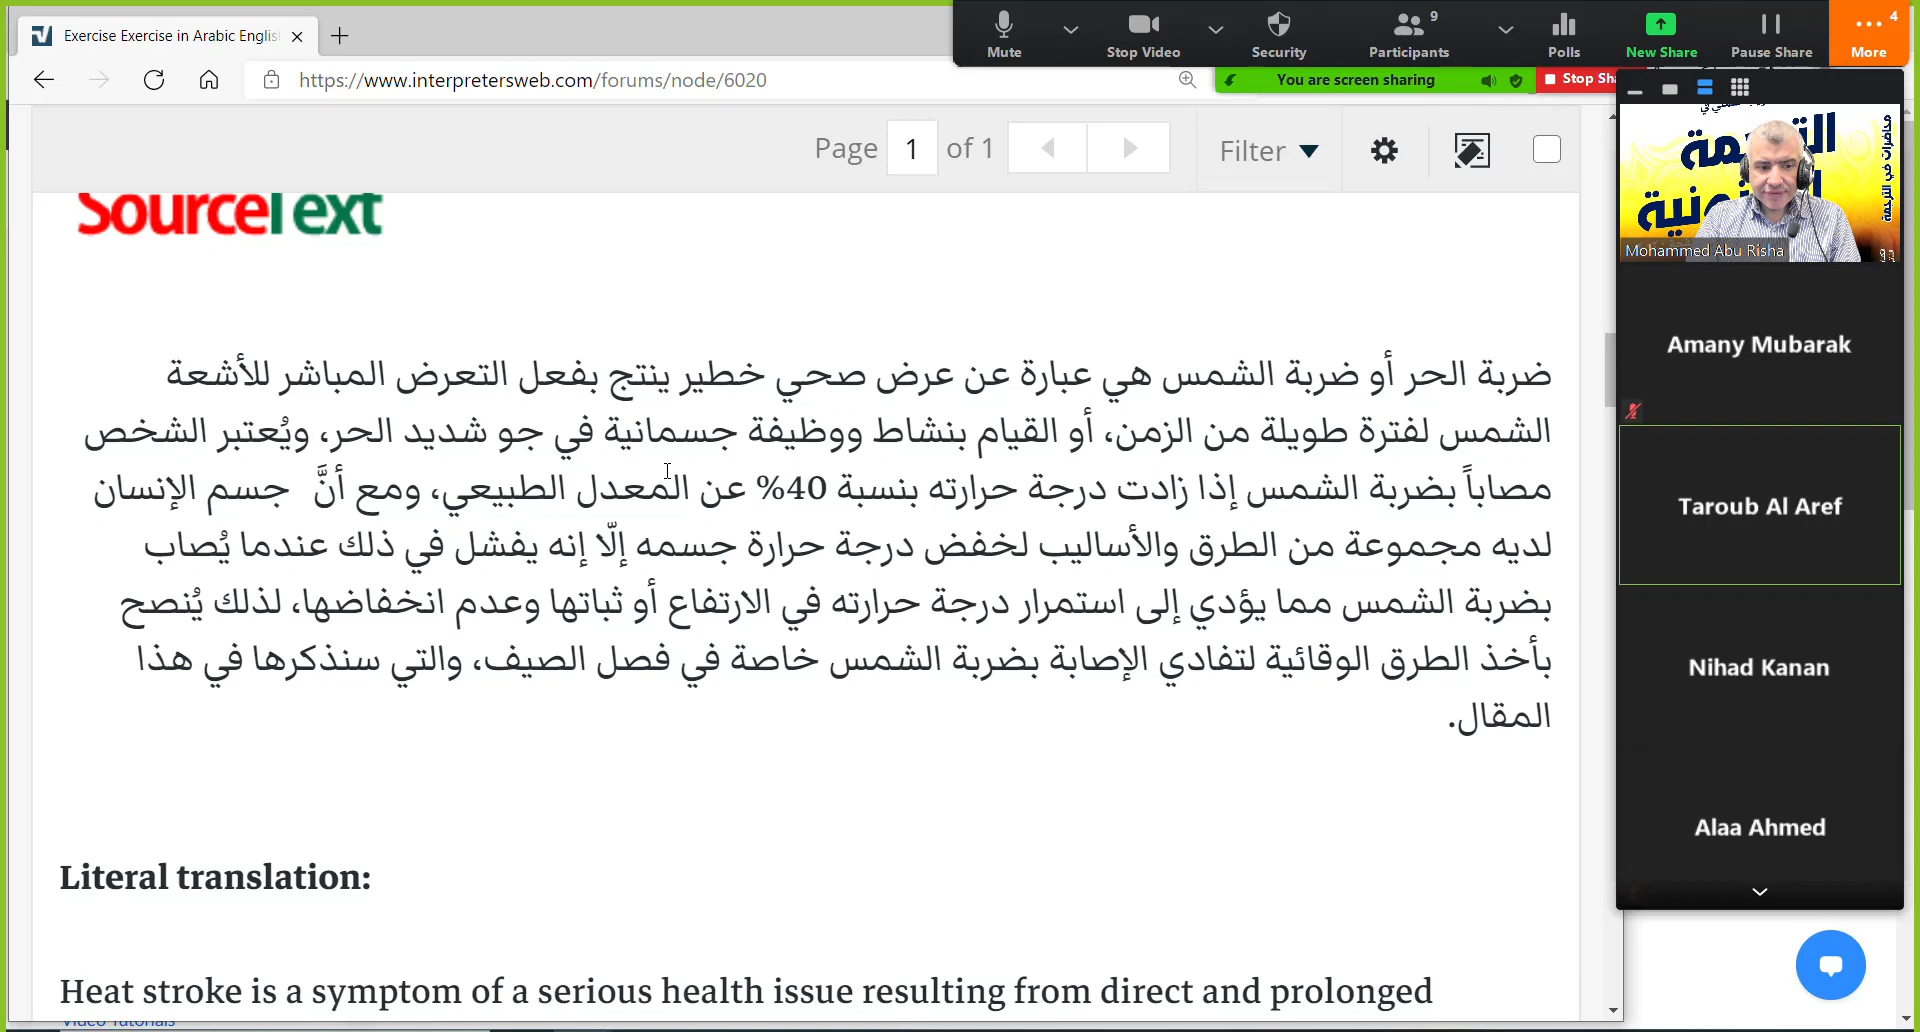 Exercise Exercise in Arabic Englis
https://www.interpretersweb.com/forums/node/6020
Mute
Stop Video
Security
Participants
9
Polls
New Share
Pause Share
More
4
You are screen sharing
Stop Sha
Page 1 of 1
Filter
SourceText
ضربة الحر أو ضربة الشمس هي عبارة عن عرض صحي خطير ينتج بفعل التعرض المباشر للأشعة
الشمس لفترة طويلة من الزمن، أو القيام بنشاط ووظيفة جسمانية في جو شديد الحر، ويُعتبر الشخص
مصاباً بضربة الشمس إذا زادت درجة حرارته بنسبة 40% عن المعدل الطبيعي، ومع أنَّ جسم الإنسان
لديه مجموعة من الطرق والأساليب لخفض درجة حرارة جسمه إلّا إنه يفشل في ذلك عندما يُصاب
بضربة الشمس مما يؤدي إلى استمرار درجة حرارته في الارتفاع أو ثباتها وعدم انخفاضها، لذلك يُنصح
بأخذ الطرق الوقائية لتفادي الإصابة بضربة الشمس خاصة في فصل الصيف، والتي سنذكرها في هذا
المقال.
Literal translation:
Heat stroke is a symptom of a serious health issue resulting from direct and prolonged
Video Tutorials
محاضرات في الترجمة
Mohammed Abu Risha
Amany Mubarak
Taroub Al Aref
Nihad Kanan
Alaa Ahmed